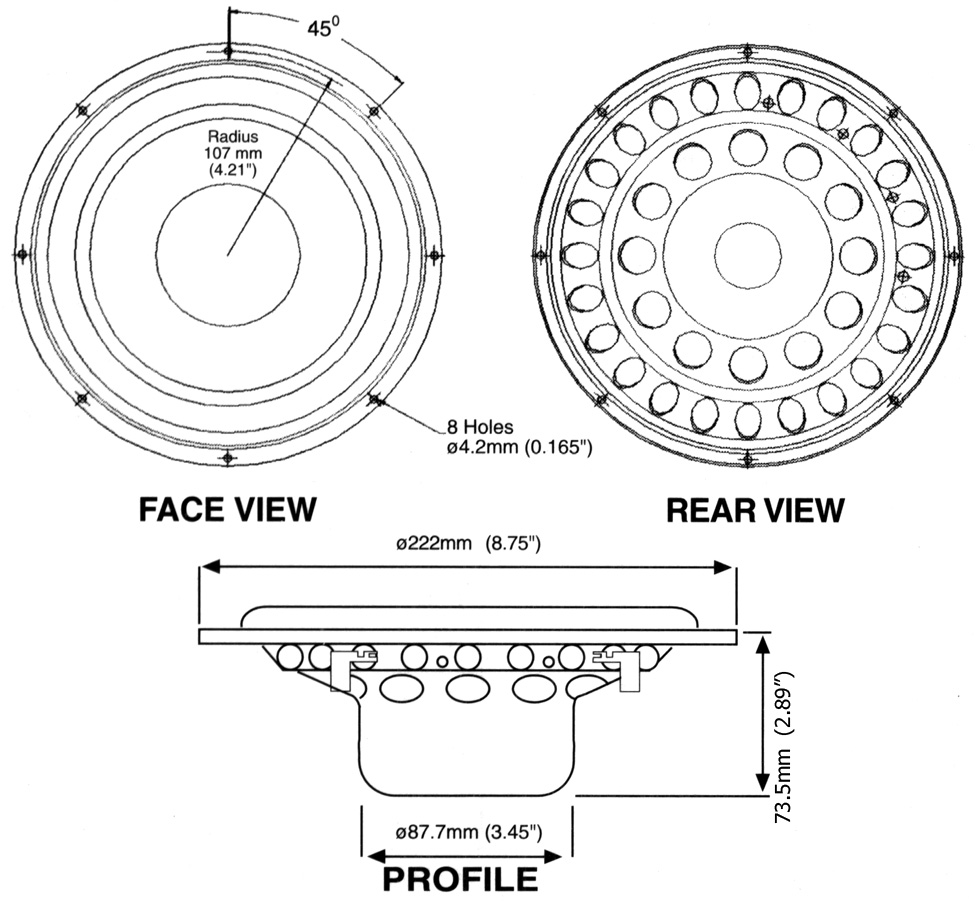 45⁰
Radius
107 mm
(4.21")
8 Holes
ø4.2mm (0.165")
FACE VIEW
REAR VIEW
ø222mm (8.75")
73.5mm (2.89")
ø87.7mm (3.45")
PROFILE